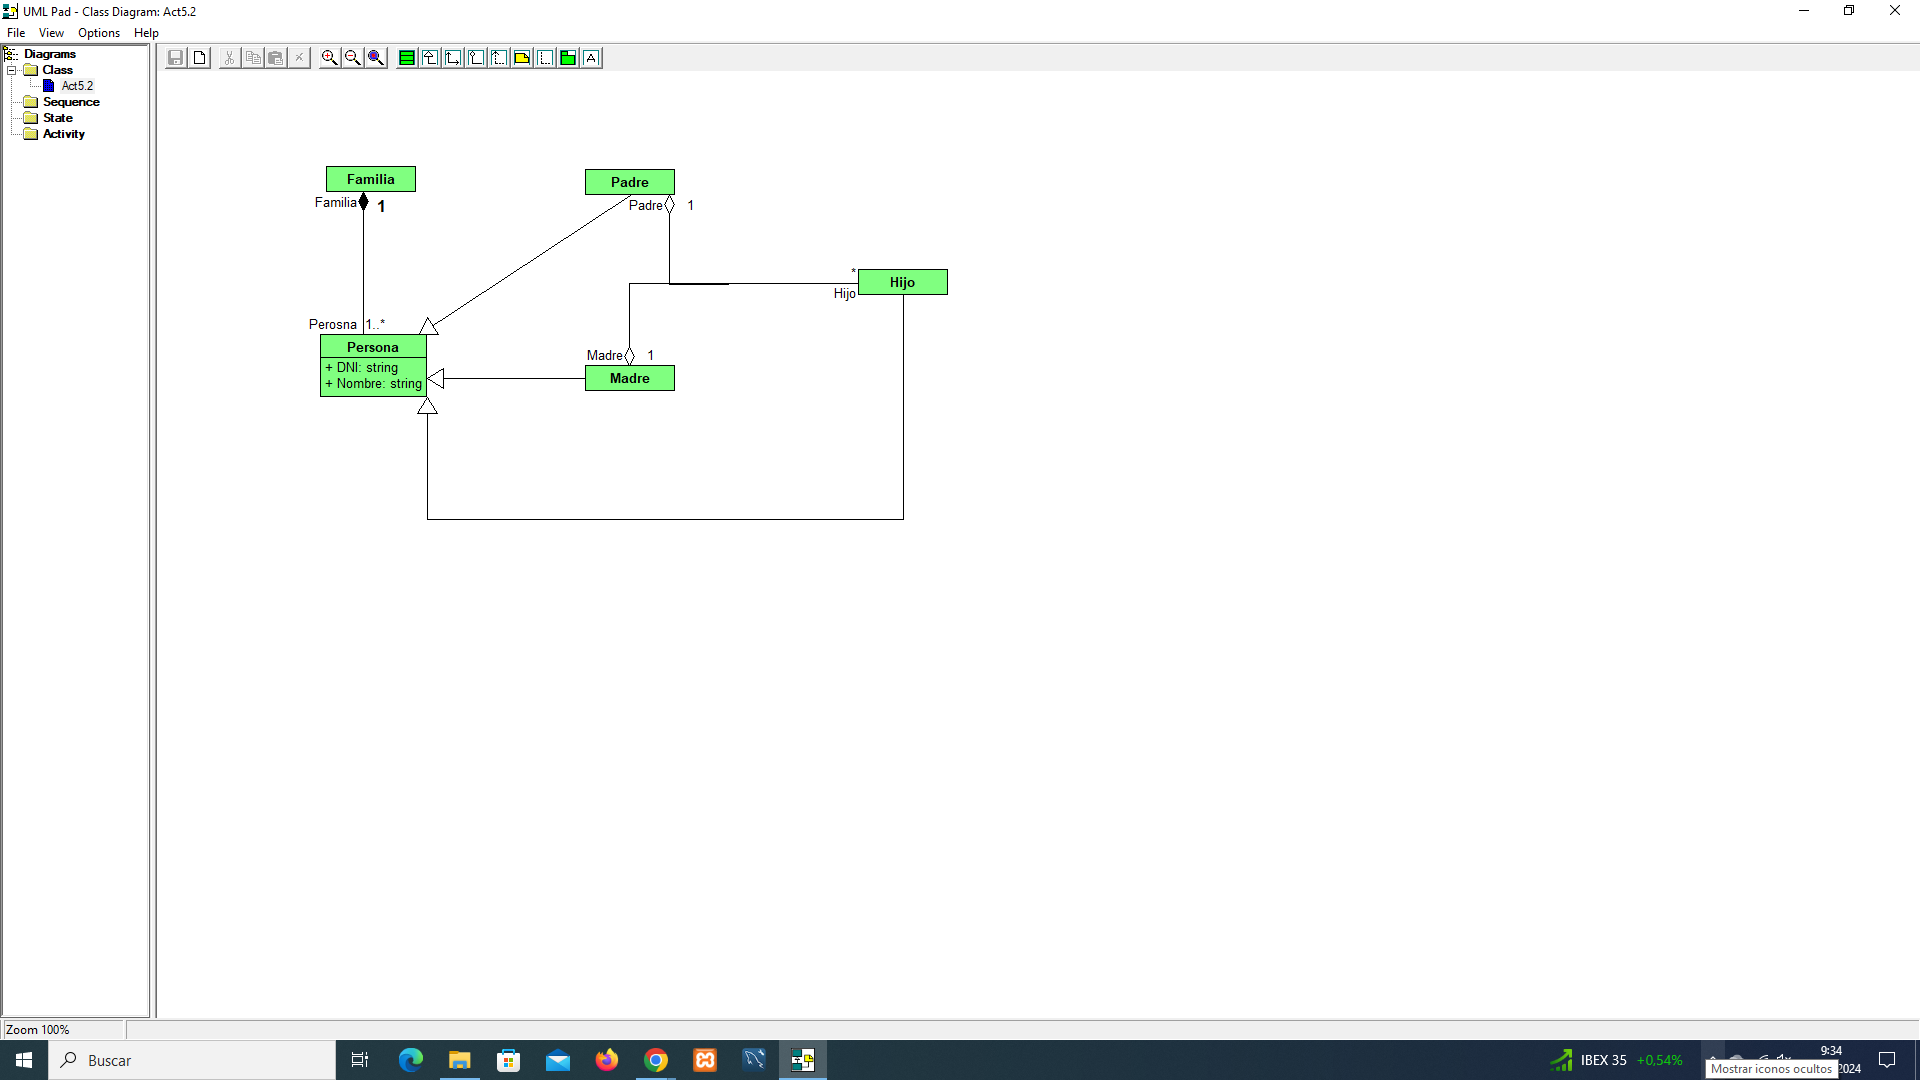 UML Pad - Class Diagram: Act5.2
File View Options Help
Diagrams
Class
Act5.2
Sequence
State
Activity
Familia
Familia 1
Perosna 1..*
Persona
+ DNI: string
+ Nombre: string
Padre
Padre 1
*
Hijo
Hijo
Madre 1
Madre
Zoom 100%
Buscar
IBEX 35 +0,54%
9:34
2024
Mostrar iconos ocultos